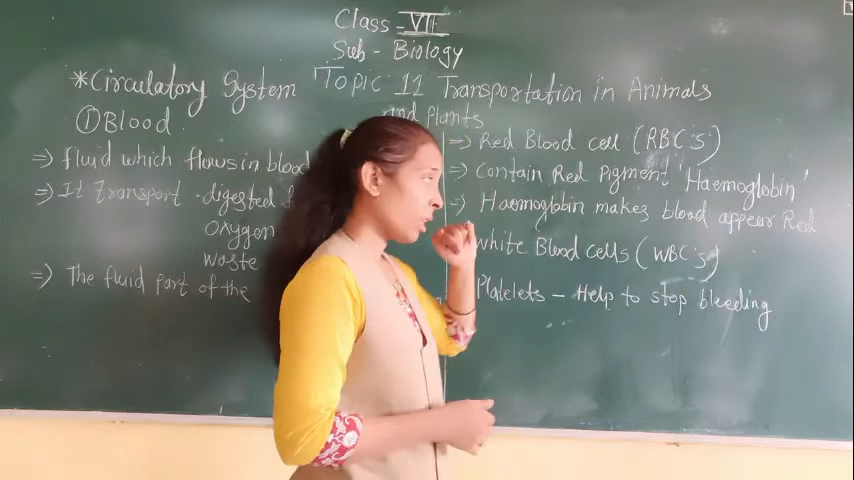 Class - VII
Sub - Biology
Topic 11 Transportation in Animals
and Plants
*Circulatory System
① Blood.
⇒ fluid which flows in blood
⇒ It transport digested
oxygen
waste
⇒ The fluid part of the
⇒ Red Blood cell (RBC's)
⇒ Contain Red Pigment 'Haemoglobin'
⇒ Haemoglobin makes blood appear Red
white Blood cells (WBC's)
Platelets - Help to stop bleeding